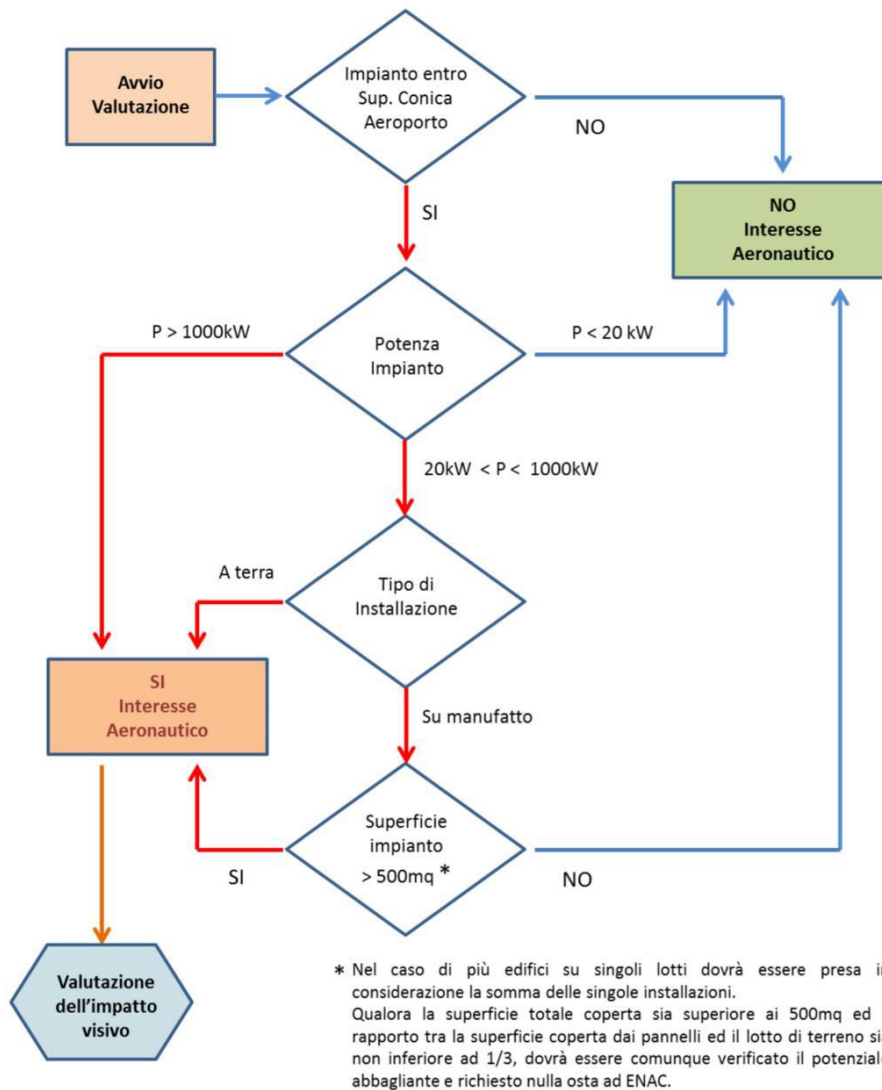 Avvio
Valutazione
Impianto entro
Sup. Conica
Aeroporto
NO
SI
NO
Interesse
Aeronautico
P > 1000kW
Potenza
Impianto
P < 20 kW
20kW < P < 1000kW
A terra
Tipo di
Installazione
SI
Interesse
Aeronautico
Su manufatto
Superficie
impianto
> 500mq *
SI
NO
Valutazione
dell'impatto
visivo
* Nel caso di più edifici su singoli lotti dovrà essere presa in
considerazione la somma delle singole installazioni.
Qualora la superficie totale coperta sia superiore ai 500mq ed
rapporto tra la superficie coperta dai pannelli ed il lotto di terreno sia
non inferiore ad 1/3, dovrà essere comunque verificato il potenziale
abbagliante e richiesto nulla osta ad ENAC.